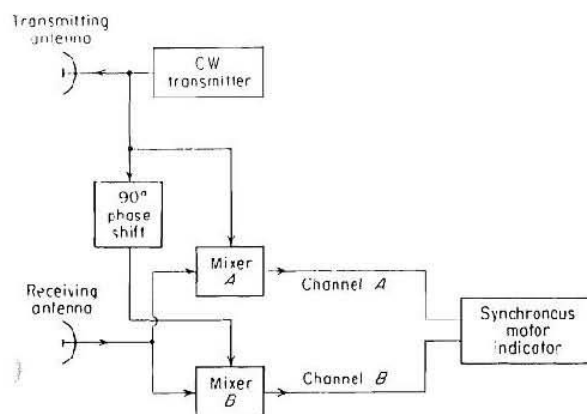 Transmitting
antenna
CW
transmitter
90°
phase
shift
Mixer
A
Channel A
Receiving
antenna
Synchronous
motor
indicator
Mixer
B
Channel B